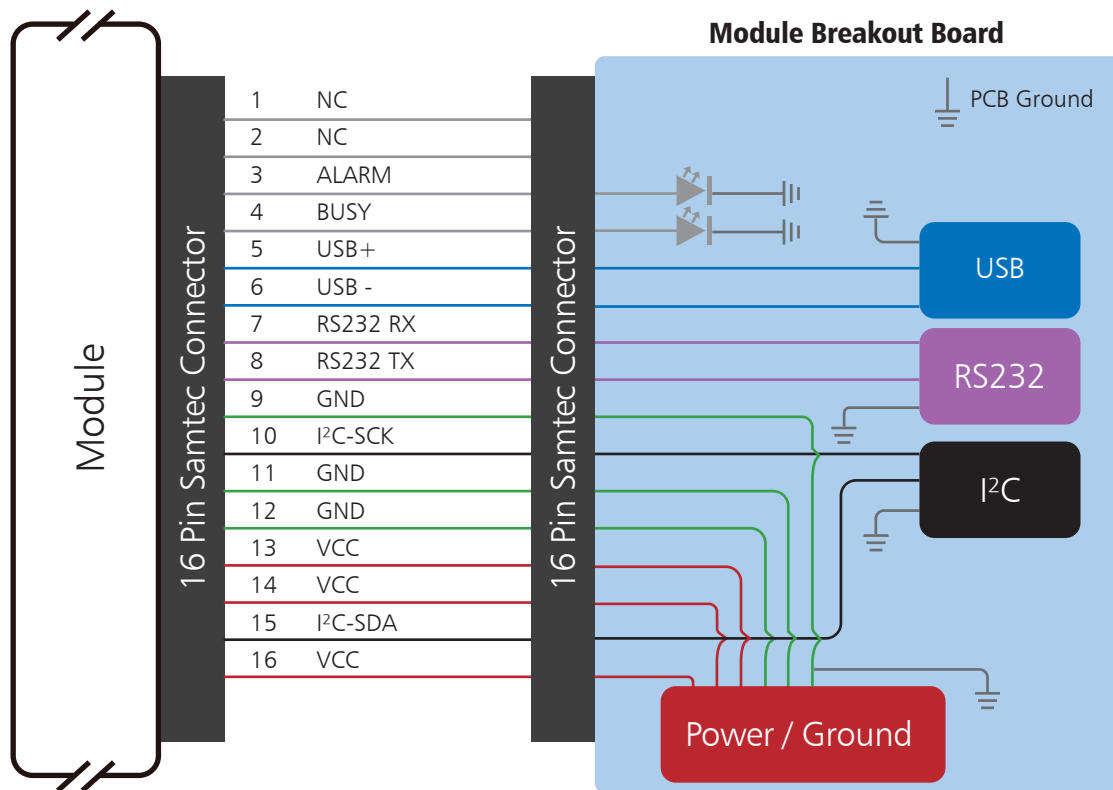 Module Breakout Board
PCB Ground
Module
16 Pin Samtec Connector
1 NC
2 NC
3 ALARM
4 BUSY
5 USB+
6 USB -
7 RS232 RX
8 RS232 TX
9 GND
10 I²C-SCK
11 GND
12 GND
13 VCC
14 VCC
15 I²C-SDA
16 VCC
16 Pin Samtec Connector
USB
RS232
I²C
Power / Ground